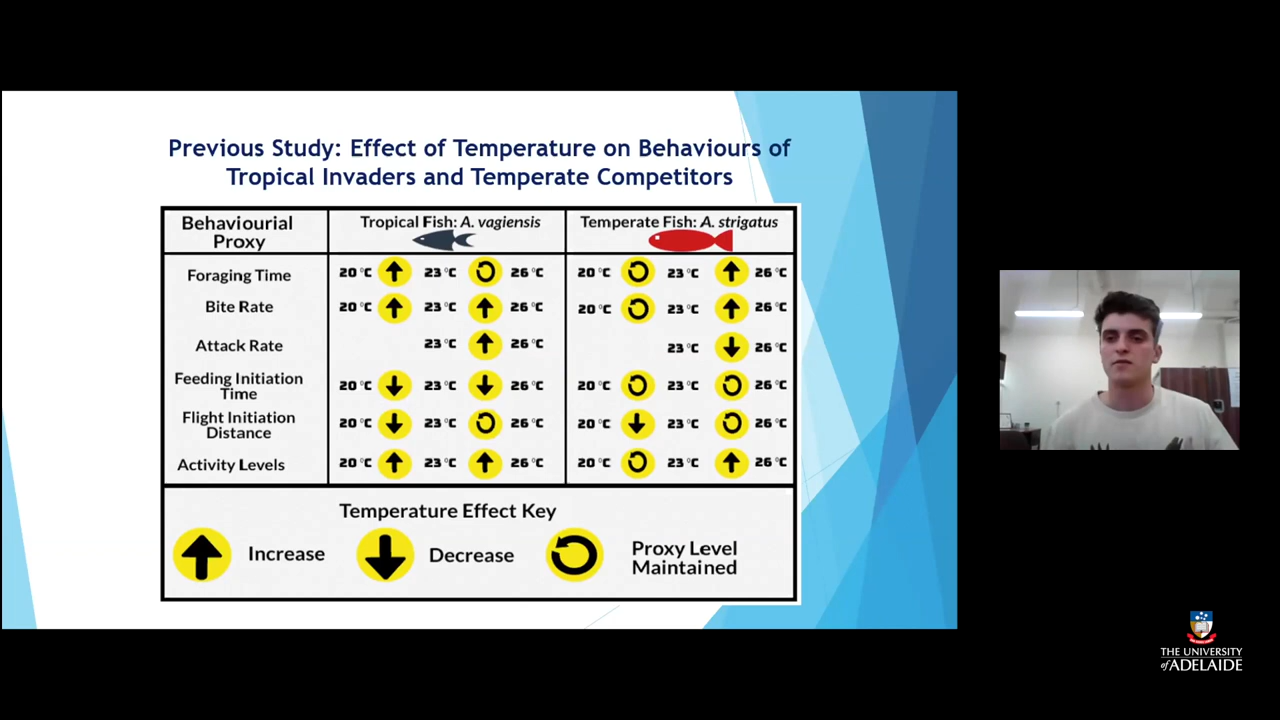 Previous Study: Effect of Temperature on Behaviours of
Tropical Invaders and Temperate Competitors
Behaviourial
Proxy
Tropical Fish: A. vagiensis
Temperate Fish: A. strigatus
Foraging Time
20 °C 23 °C 26 °C
20 °C 23 °C 26 °C
Bite Rate
20 °C 23 °C 26 °C
20 °C 23 °C 26 °C
Attack Rate
23 °C 26 °C
23 °C 26 °C
Feeding Initiation
Time
20 °C 23 °C 26 °C
20 °C 23 °C 26 °C
Flight Initiation
Distance
20 °C 23 °C 26 °C
20 °C 23 °C 26 °C
Activity Levels
20 °C 23 °C 26 °C
20 °C 23 °C 26 °C
Temperature Effect Key
Increase
Decrease
Proxy Level
Maintained
THE UNIVERSITY
of ADELAIDE